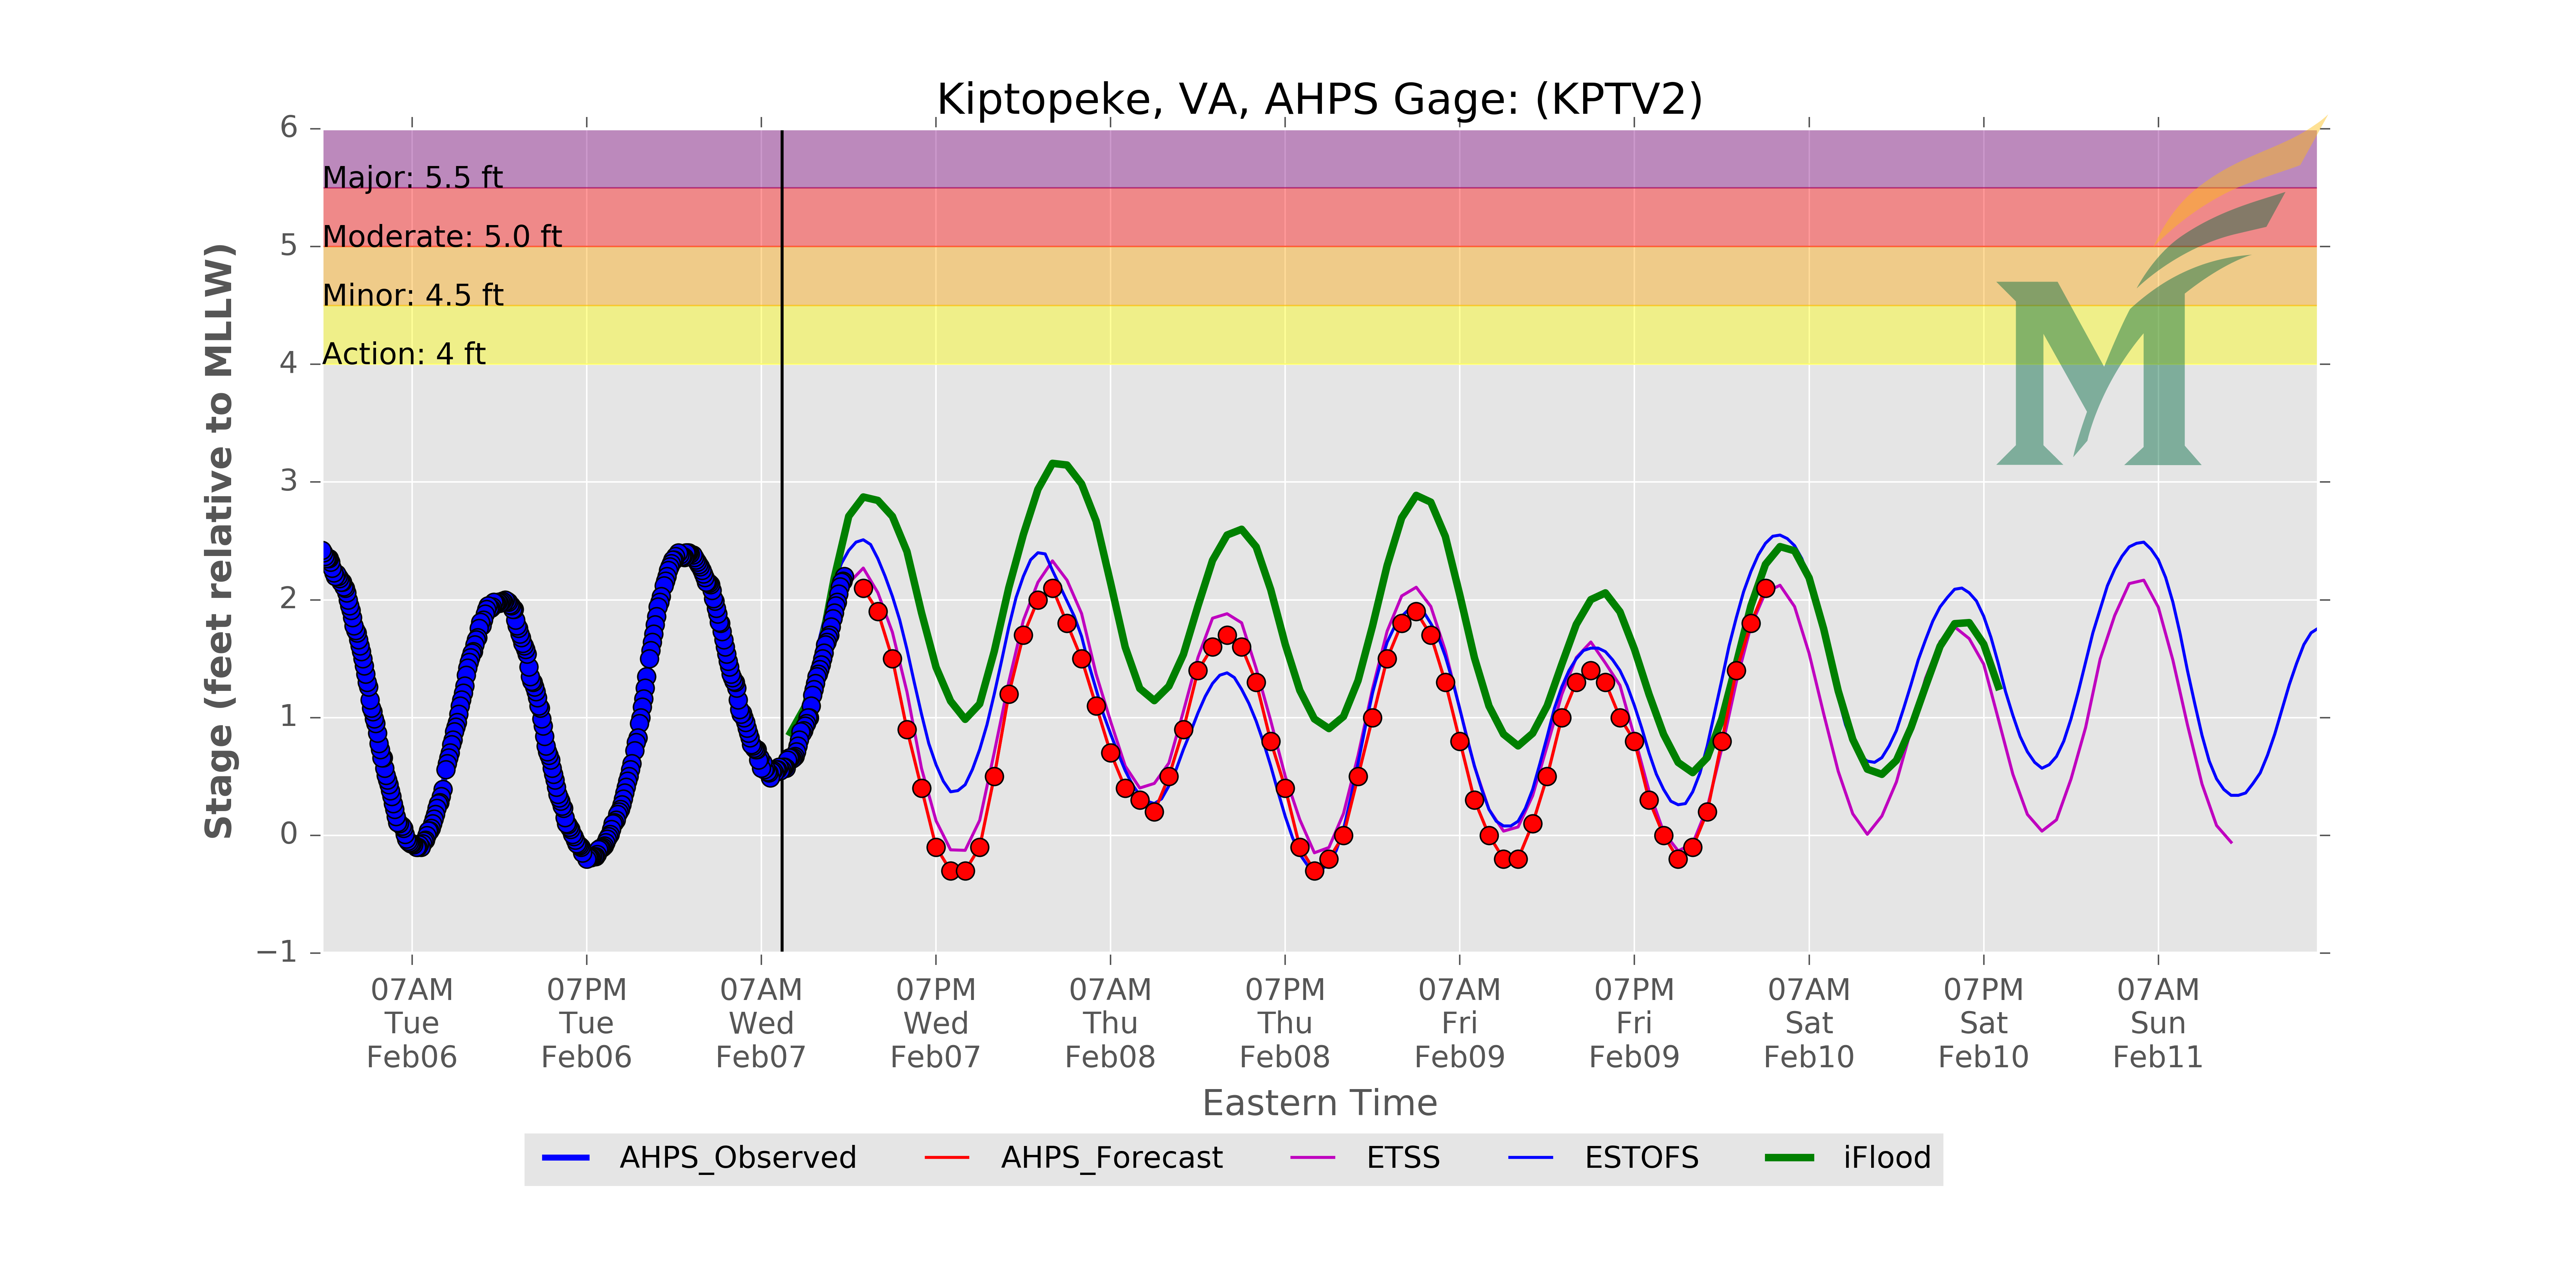 Kiptopeke, VA, AHPS Gage: (KPTV2)
Stage (feet relative to MLLW)
6
5
4
3
2
1
0
−1
Major: 5.5 ft
Moderate: 5.0 ft
Minor: 4.5 ft
Action: 4 ft
M
07AM 07PM 07AM 07PM 07AM 07PM 07AM 07PM 07AM 07PM 07AM
Tue Tue Wed Wed Thu Thu Fri Fri Sat Sat Sun
Feb06 Feb06 Feb07 Feb07 Feb08 Feb08 Feb09 Feb09 Feb10 Feb10 Feb11
Eastern Time
AHPS_Observed AHPS_Forecast ETSS ESTOFS iFlood